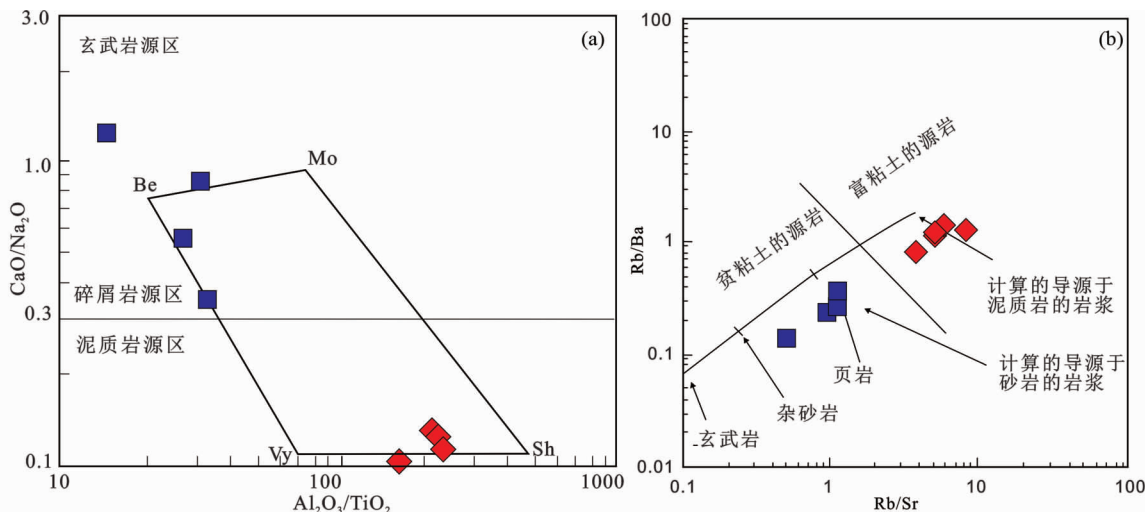 3.0
玄武岩源区
(a)
Mo
1.0
Be
CaO/Na₂O
碎屑岩源区
0.3
泥质岩源区
Vy
Sh
0.1
10
100
1000
Al₂O₃/TiO₂
100
(b)
富粘土的源岩
10
贫粘土的源岩
Rb/Ba
1
计算的导源于
泥质岩的岩浆
0.1
页岩
计算的导源于
砂岩的岩浆
杂砂岩
玄武岩
0.01
0.1
1
10
100
Rb/Sr